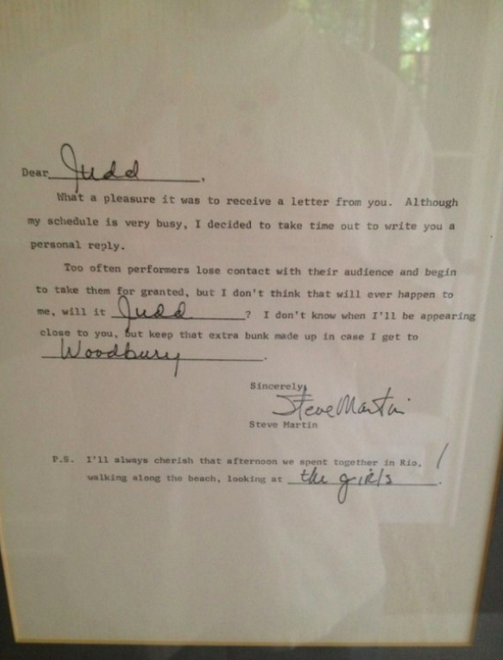 Dear Judd,
What a pleasure it was to receive a letter from you. Although
my schedule is very busy, I decided to take time out to write you a
personal reply.
Too often performers lose contact with their audience and begin
to take them for granted, but I don't think that will ever happen to
me, will it Judd? I don't know when I'll be appearing
close to you, but keep that extra bunk made up in case I get to
Woodbury.
Sincerely,
Steve Martin
Steve Martin
P.S. I'll always cherish that afternoon we spent together in Rio,
walking along the beach, looking at the girls.